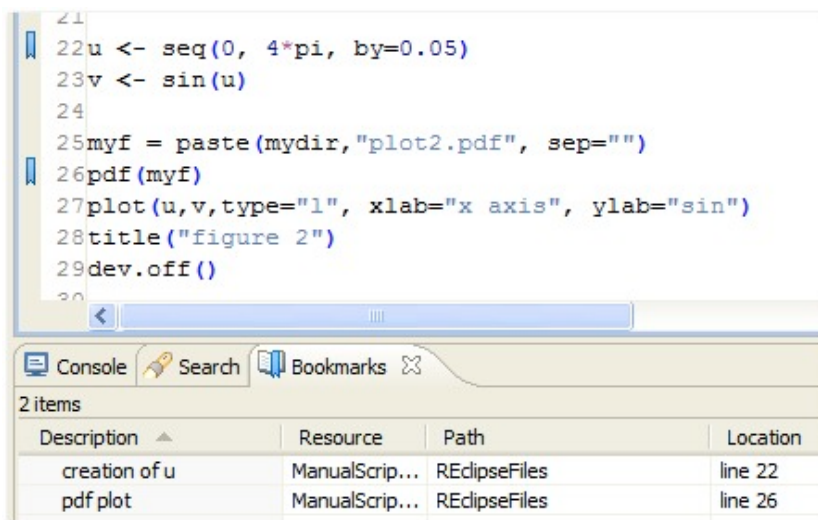 21
22u <- seq(0, 4*pi, by=0.05)
23v <- sin(u)
24
25myf = paste(mydir,"plot2.pdf", sep="")
26pdf(myf)
27plot(u,v,type="l", xlab="x axis", ylab="sin")
28title("figure 2")
29dev.off()
30
Console Search Bookmarks
2 items
Description Resource Path Location
creation of u ManualScrip... REclipseFiles line 22
pdf plot ManualScrip... REclipseFiles line 26